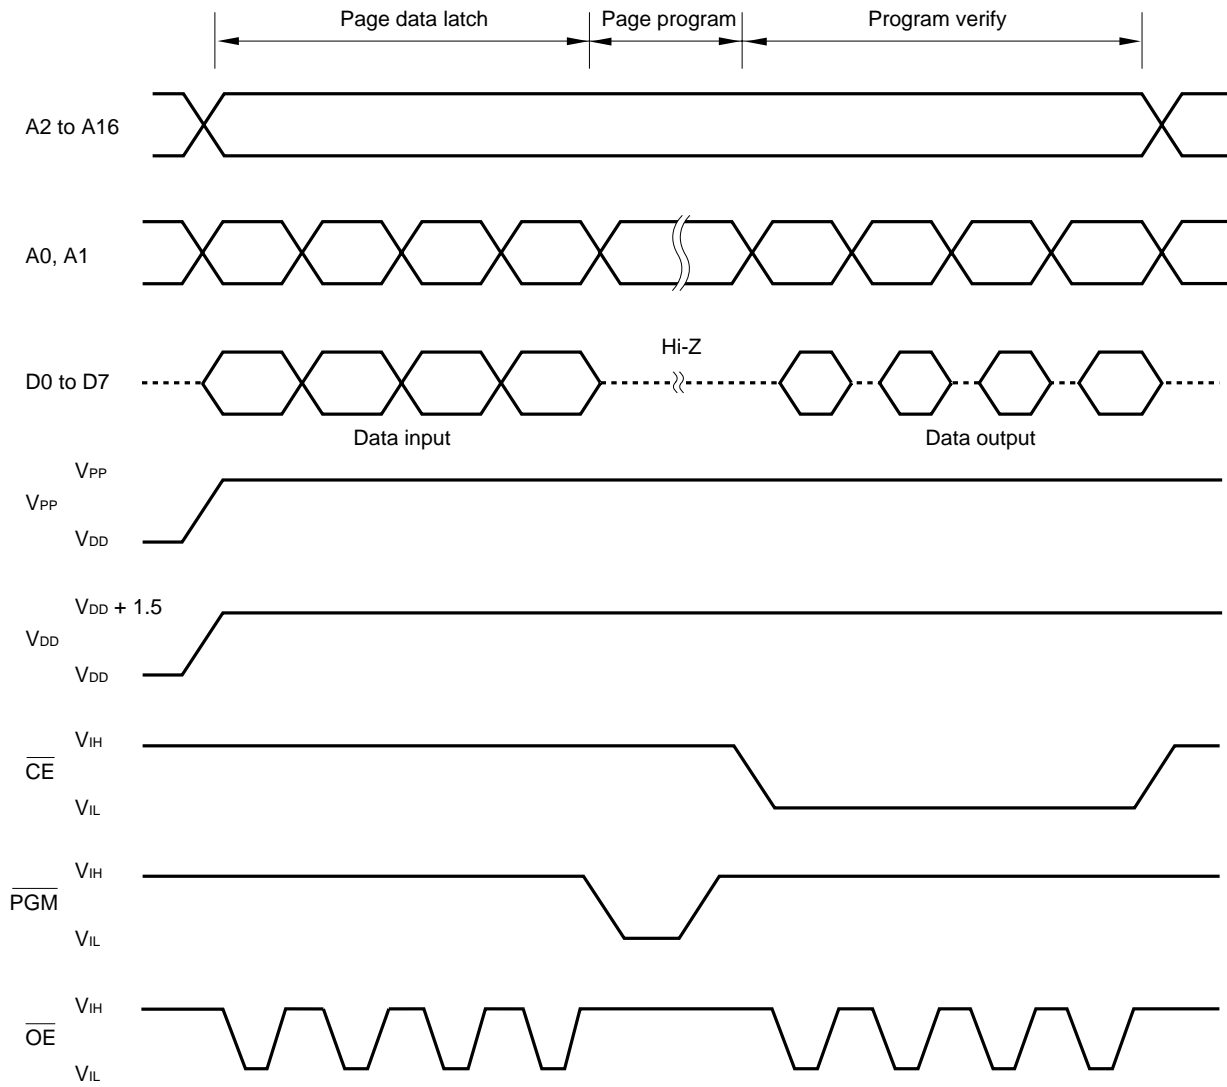 Page data latch Page program Program verify
A2 to A16
A0, A1
Hi-Z
D0 to D7
Data input Data output
VPP
VPP
VDD
VDD + 1.5
VDD
VDD
VIH
CE
VIL
VIH
PGM
VIL
VIH
OE
VIL